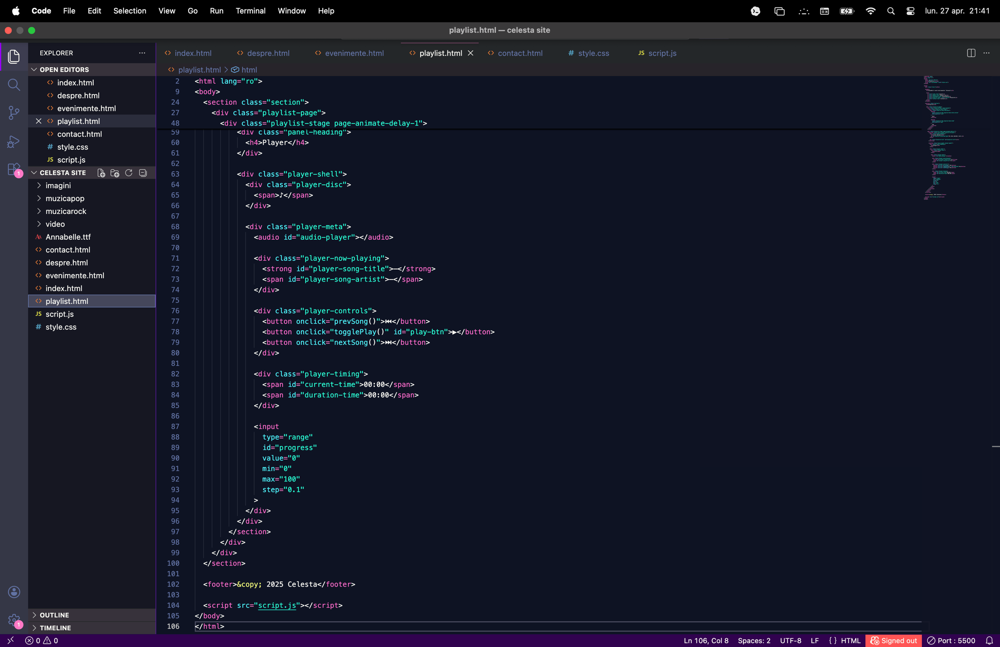 Code File Edit Selection View Go Run Terminal Window Help lun. 27 apr. 21:41
playlist.html — celesta site
EXPLORER
index.html despre.html evenimente.html playlist.html contact.html # style.css JS script.js
OPEN EDITORS
index.html
despre.html
evenimente.html
playlist.html
contact.html
# style.css
JS script.js
CELESTA SITE
imagini
muzicapop
muzicarock
video
Annabelle.ttf
contact.html
despre.html
evenimente.html
index.html
playlist.html
JS script.js
# style.css
OUTLINE
TIMELINE
1
1
playlist.html > html
2 <html lang="ro">
9 <body>
24 <section class="section">
27 <div class="playlist-page">
48 <div class="playlist-stage page-animate-delay-1">
59 <div class="panel-heading">
60 <h4>Player</h4>
61 </div>
62
63 <div class="player-shell">
64 <div class="player-disc">
65 <span>♪</span>
66 </div>
67
68 <div class="player-meta">
69 <audio id="audio-player"></audio>
70
71 <div class="player-now-playing">
72 <strong id="player-song-title">—</strong>
73 <span id="player-song-artist">—</span>
74 </div>
75
76 <div class="player-controls">
77 <button onclick="prevSong()">⏮</button>
78 <button onclick="togglePlay()" id="play-btn">▶</button>
79 <button onclick="nextSong()">⏭</button>
80 </div>
81
82 <div class="player-timing">
83 <span id="current-time">00:00</span>
84 <span id="duration-time">00:00</span>
85 </div>
86
87 <input
88 type="range"
89 id="progress"
90 value="0"
91 min="0"
92 max="100"
93 step="0.1"
94 >
95 </div>
96 </div>
97 </section>
98 </div>
99 </div>
100 </section>
101
102 <footer>&copy; 2025 Celesta</footer>
103
104 <script src="script.js"></script>
105 </body>
106 </html>
0 0 Ln 106, Col 8 Spaces: 2 UTF-8 LF { } HTML Signed out Port : 5500